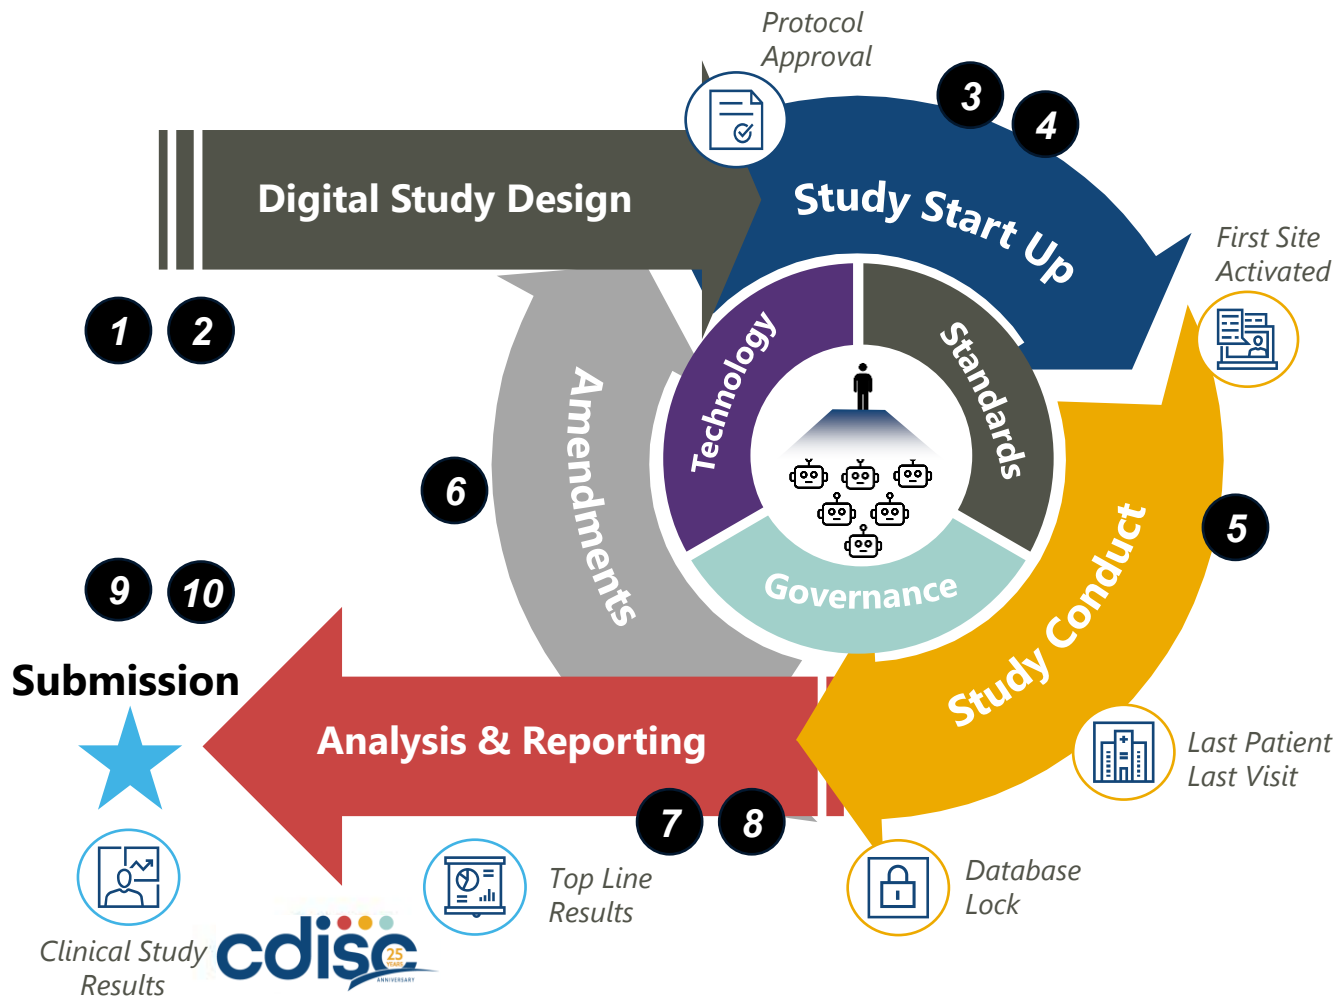 Protocol
Approval
3
4
Digital Study Design
Study Start Up
First Site
Activated
1
2
Technology
Standards
Amendments
6
5
Governance
Study Conduct
9
10
Submission
Analysis & Reporting
Last Patient
Last Visit
7
8
Top Line
Results
Database
Lock
Clinical Study
Results
cdisc
25
YEARS
ANNIVERSARY